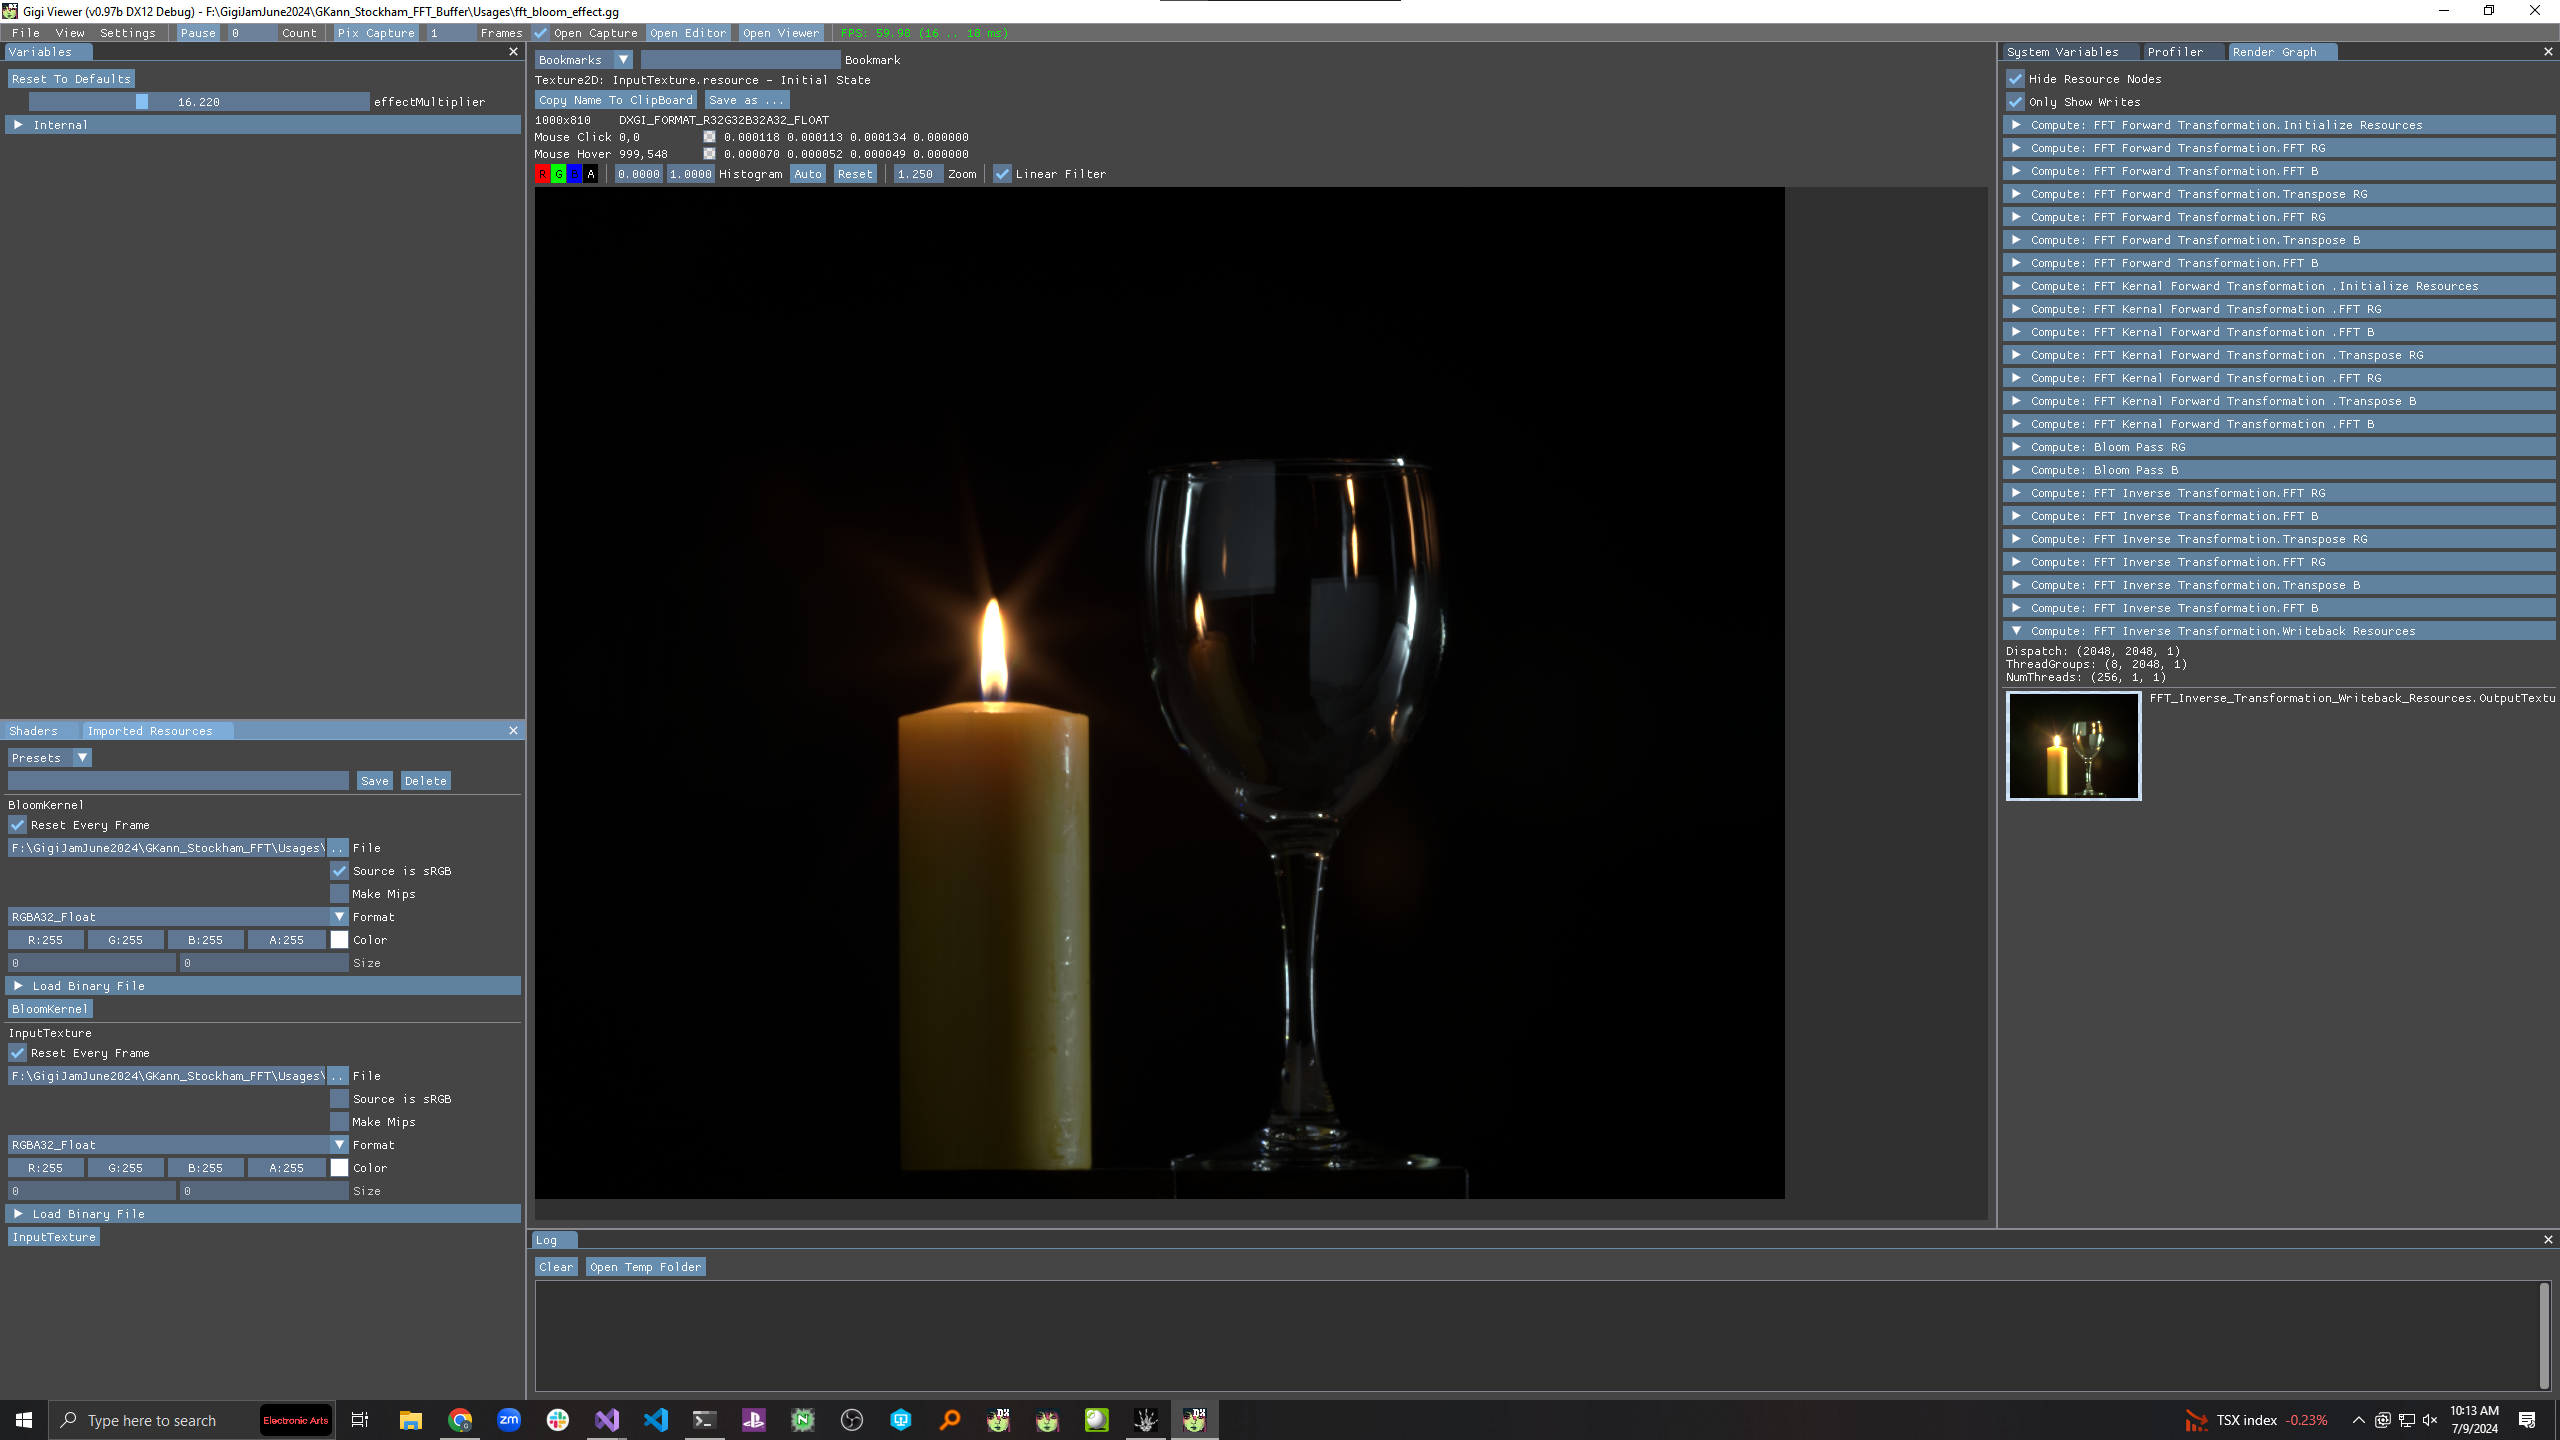 Gigi Viewer (v0.97b DX12 Debug) - F:\GigiJamJune2024\GKann_Stockham_FFT_Buffer\Usages\fft_bloom_effect.gg
File View Settings Pause 0 Count Pix Capture 1 Frames Open Capture Open Editor Open Viewer FPS: 59.98 (16 .. 18 ms)
Variables
Reset To Defaults
16.220 effectMultiplier
Internal
Shaders Imported Resources
Presets
Save Delete
BloomKernel
Reset Every Frame
F:\GigiJamJune2024\GKann_Stockham_FFT\Usages\ .. File
Source is sRGB
Make Mips
RGBA32_Float Format
R:255 G:255 B:255 A:255 Color
0 0 Size
Load Binary File
BloomKernel
InputTexture
Reset Every Frame
F:\GigiJamJune2024\GKann_Stockham_FFT\Usages\ .. File
Source is sRGB
Make Mips
RGBA32_Float Format
R:255 G:255 B:255 A:255 Color
0 0 Size
Load Binary File
InputTexture
Bookmarks Bookmark
Texture2D: InputTexture.resource - Initial State
Copy Name To ClipBoard Save as ...
1000x810 DXGI_FORMAT_R32G32B32A32_FLOAT
Mouse Click 0,0 0.000118 0.000113 0.000134 0.000000
Mouse Hover 999,548 0.000070 0.000052 0.000049 0.000000
R G B A 0.0000 1.0000 Histogram Auto Reset 1.250 Zoom Linear Filter
Log
Clear Open Temp Folder
System Variables Profiler Render Graph
Hide Resource Nodes
Only Show Writes
Compute: FFT Forward Transformation.Initialize Resources
Compute: FFT Forward Transformation.FFT RG
Compute: FFT Forward Transformation.FFT B
Compute: FFT Forward Transformation.Transpose RG
Compute: FFT Forward Transformation.FFT RG
Compute: FFT Forward Transformation.Transpose B
Compute: FFT Forward Transformation.FFT B
Compute: FFT Kernal Forward Transformation .Initialize Resources
Compute: FFT Kernal Forward Transformation .FFT RG
Compute: FFT Kernal Forward Transformation .FFT B
Compute: FFT Kernal Forward Transformation .Transpose RG
Compute: FFT Kernal Forward Transformation .FFT RG
Compute: FFT Kernal Forward Transformation .Transpose B
Compute: FFT Kernal Forward Transformation .FFT B
Compute: Bloom Pass RG
Compute: Bloom Pass B
Compute: FFT Inverse Transformation.FFT RG
Compute: FFT Inverse Transformation.FFT B
Compute: FFT Inverse Transformation.Transpose RG
Compute: FFT Inverse Transformation.FFT RG
Compute: FFT Inverse Transformation.Transpose B
Compute: FFT Inverse Transformation.FFT B
Compute: FFT Inverse Transformation.Writeback Resources
Dispatch: (2048, 2048, 1)
ThreadGroups: (8, 2048, 1)
NumThreads: (256, 1, 1)
FFT_Inverse_Transformation_Writeback_Resources.OutputTextu
Type here to search Electronic Arts zm DX DX TSX index -0.23% 10:13 AM
7/9/2024